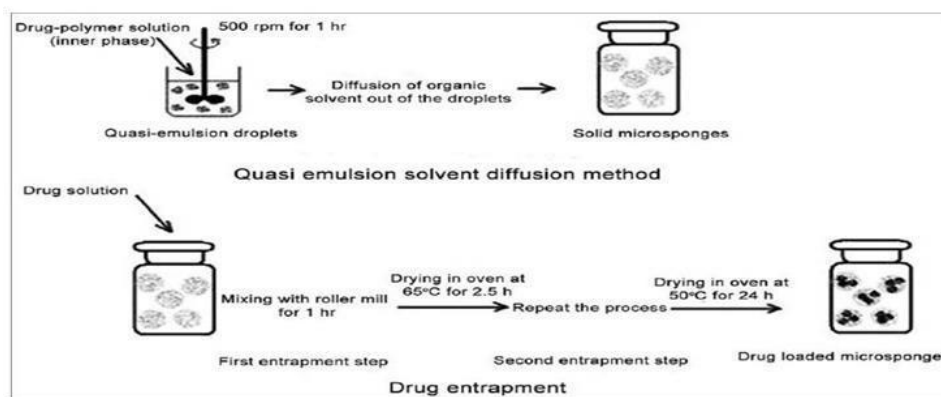 Drug-polymer solution
(inner phase)
500 rpm for 1 hr
Diffusion of organic
solvent out of the droplets
Quasi-emulsion droplets
Solid microsponges
Quasi emulsion solvent diffusion method
Drug solution
Mixing with roller mill
for 1 hr
Drying in oven at
65°C for 2.5 h
Repeat the process
Drying in oven at
50°C for 24 h
First entrapment step
Second entrapment step
Drug loaded microsponge
Drug entrapment